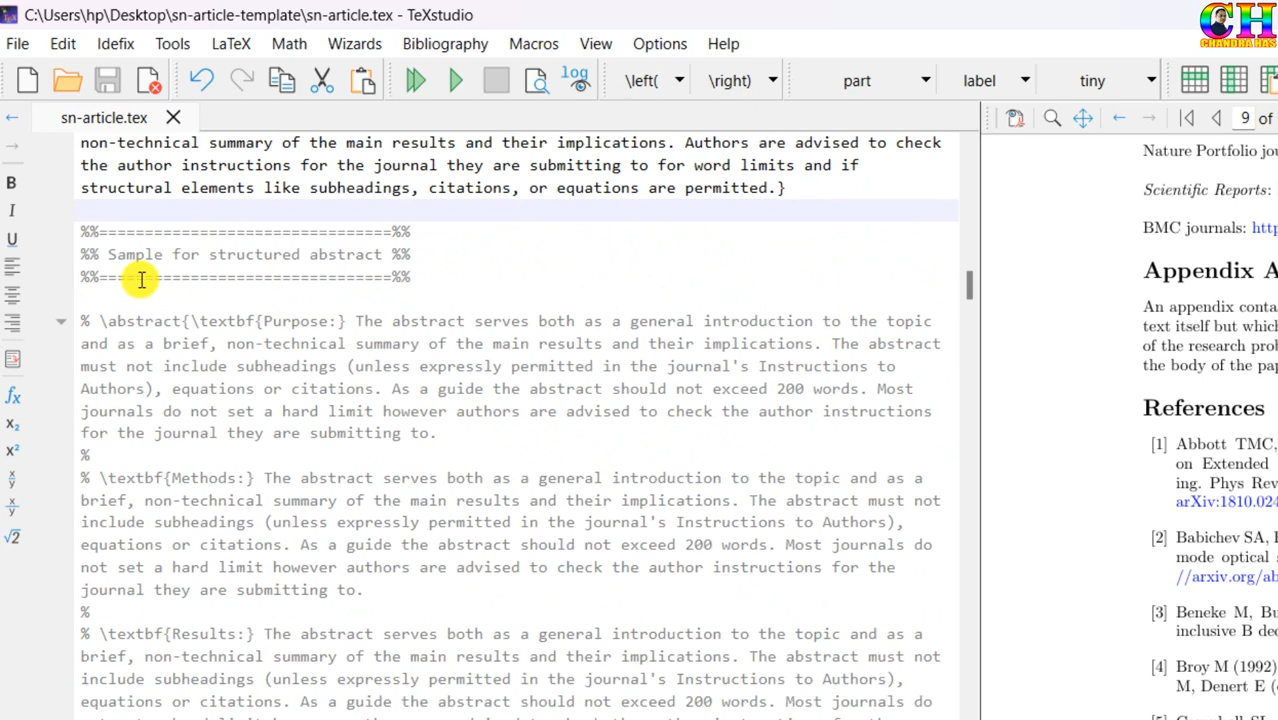 C:\Users\hp\Desktop\sn-article-template\sn-article.tex - TeXstudio
CH
CHANDRA HAS
File Edit Idefix Tools LaTeX Math Wizards Bibliography Macros View Options Help
log \left( \right) part label tiny
sn-article.tex
9 of
non-technical summary of the main results and their implications. Authors are advised to check
the author instructions for the journal they are submitting to for word limits and if
structural elements like subheadings, citations, or equations are permitted.}
%%================================%%
%% Sample for structured abstract %%
%%================================%%
% \abstract{\textbf{Purpose:} The abstract serves both as a general introduction to the topic
and as a brief, non-technical summary of the main results and their implications. The abstract
must not include subheadings (unless expressly permitted in the journal's Instructions to
Authors), equations or citations. As a guide the abstract should not exceed 200 words. Most
journals do not set a hard limit however authors are advised to check the author instructions
for the journal they are submitting to.
%
% \textbf{Methods:} The abstract serves both as a general introduction to the topic and as a
brief, non-technical summary of the main results and their implications. The abstract must not
include subheadings (unless expressly permitted in the journal's Instructions to Authors),
equations or citations. As a guide the abstract should not exceed 200 words. Most journals do
not set a hard limit however authors are advised to check the author instructions for the
journal they are submitting to.
%
% \textbf{Results:} The abstract serves both as a general introduction to the topic and as a
brief, non-technical summary of the main results and their implications. The abstract must not
include subheadings (unless expressly permitted in the journal's Instructions to Authors),
equations or citations. As a guide the abstract should not exceed 200 words. Most journals do
B
I
U
fx
x₂
x²
x/y
x/y
√2
Nature Portfolio jou
Scientific Reports:
BMC journals: http
Appendix A
An appendix conta
text itself but which
of the research prob
the body of the pap
References
[1] Abbott TMC,
on Extended
ing. Phys Rev
arXiv:1810.024
[2] Babichev SA, 
mode optical s
//arxiv.org/ab
[3] Beneke M, Bu
inclusive B dec
[4] Broy M (1992)
M, Denert E (